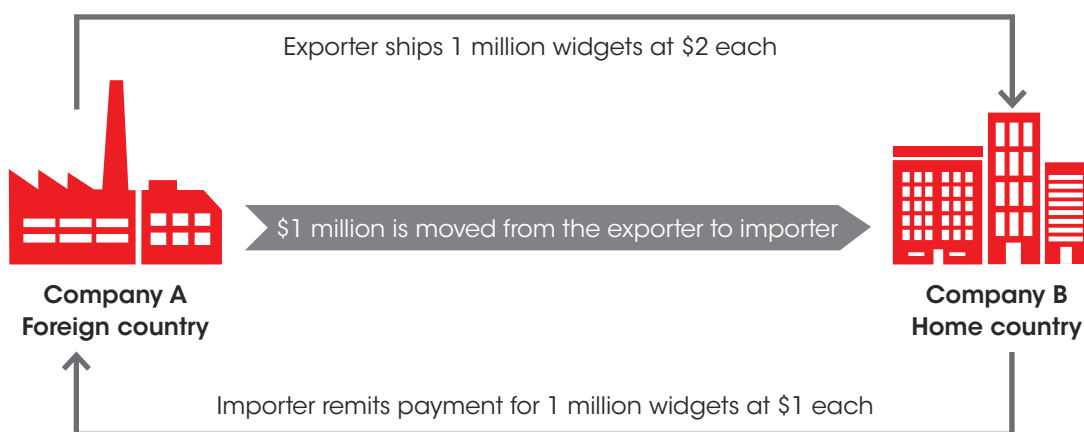 Exporter ships 1 million widgets at $2 each
$1 million is moved from the exporter to importer
Company A
Foreign country
Company B
Home country
Importer remits payment for 1 million widgets at $1 each